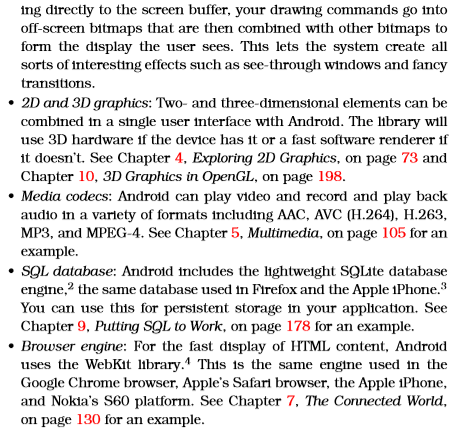 ing directly to the screen buffer, your drawing commands go into
off-screen bitmaps that are then combined with other bitmaps to
form the display the user sees. This lets the system create all
sorts of interesting effects such as see-through windows and fancy
transitions.
• 2D and 3D graphics: Two- and three-dimensional elements can be
combined in a single user interface with Android. The library will
use 3D hardware if the device has it or a fast software renderer if
it doesn't. See Chapter 4, Exploring 2D Graphics, on page 73 and
Chapter 10, 3D Graphics in OpenGL, on page 198.
• Media codecs: Android can play video and record and play back
audio in a variety of formats including AAC, AVC (H.264), H.263,
MP3, and MPEG-4. See Chapter 5, Multimedia, on page 105 for an
example.
• SQL database: Android includes the lightweight SQLite database
engine,² the same database used in Firefox and the Apple iPhone.³
You can use this for persistent storage in your application. See
Chapter 9, Putting SQL to Work, on page 178 for an example.
• Browser engine: For the fast display of HTML content, Android
uses the WebKit library.⁴ This is the same engine used in the
Google Chrome browser, Apple's Safari browser, the Apple iPhone,
and Nokia's S60 platform. See Chapter 7, The Connected World,
on page 130 for an example.